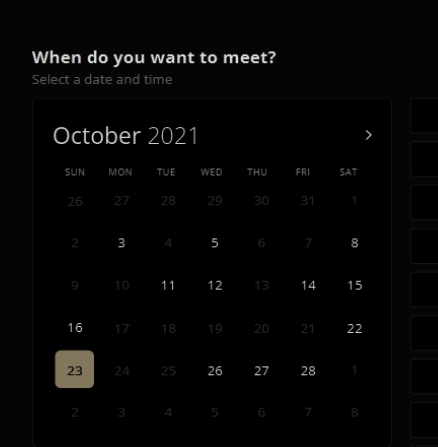 When do you want to meet?
Select a date and time
October 2021
SUN MON TUE WED THU FRI SAT
26 27 28 29 30 31 1
2 3 4 5 6 7 8
9 10 11 12 13 14 15
16 17 18 19 20 21 22
23 24 25 26 27 28 1
2 3 4 5 6 7 8